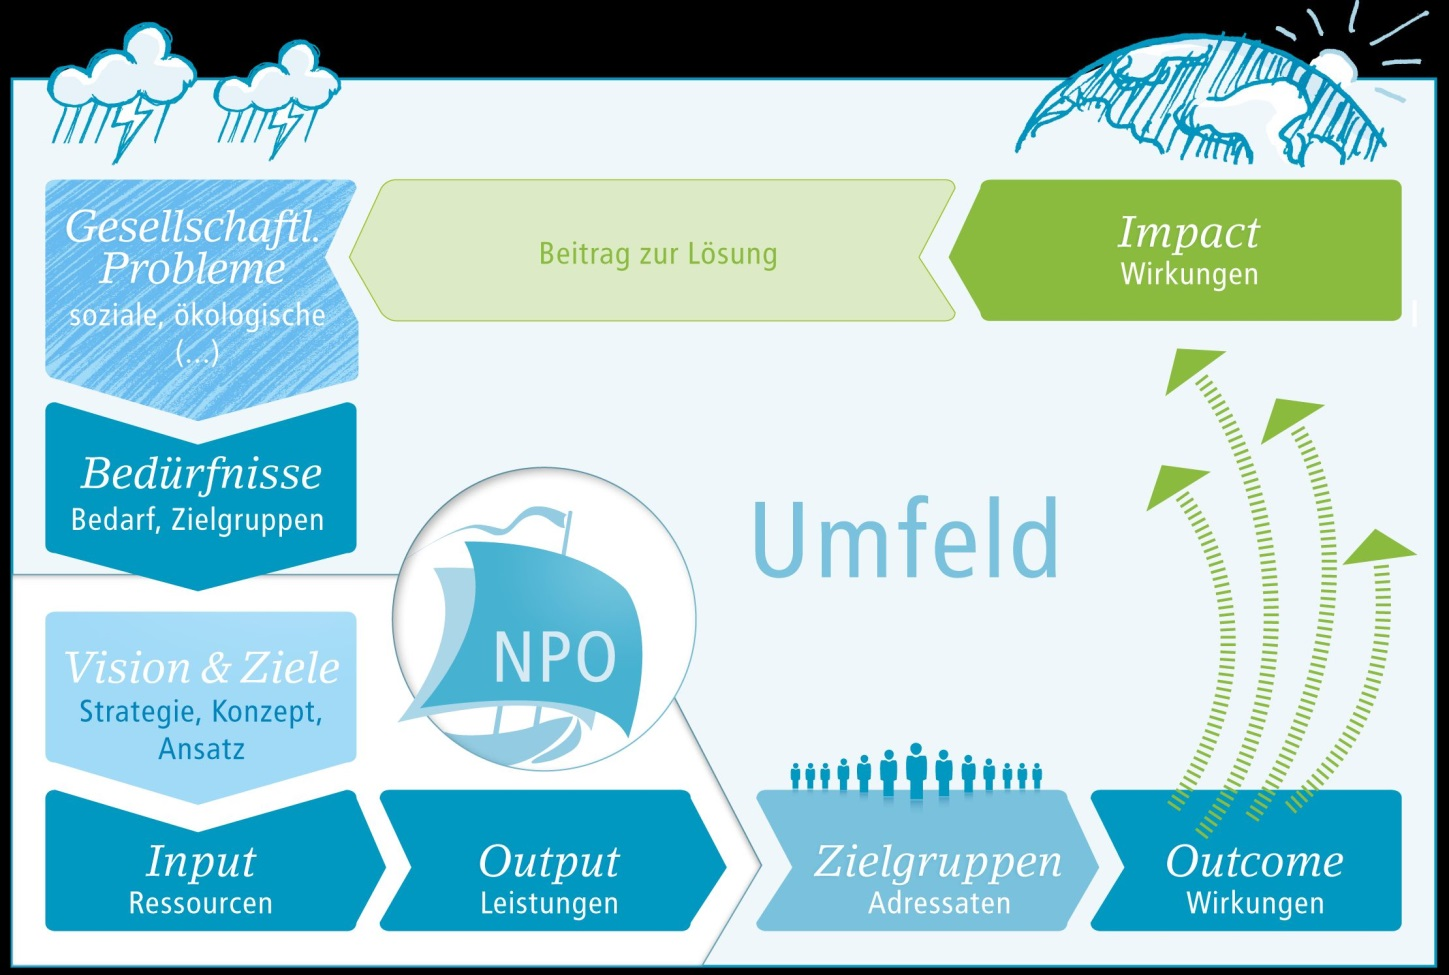 Gesellschaftl.
Probleme
soziale, ökologische
(...)
Beitrag zur Lösung
Impact
Wirkungen
Bedürfnisse
Bedarf, Zielgruppen
Umfeld
NPO
Vision & Ziele
Strategie, Konzept,
Ansatz
Input
Ressourcen
Output
Leistungen
Zielgruppen
Adressaten
Outcome
Wirkungen